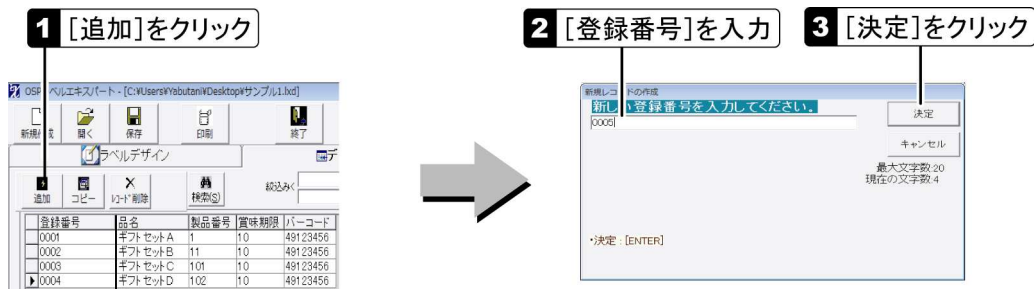 1 [追加]をクリック
2 [登録番号]を入力
3 [決定]をクリック
OSPラベルエキスパート - [C:¥Users¥Yabutani¥Desktop¥サンプル1.lxd]
新規作成 開く 保存 印刷 終了
ラベルデザイン デ
追加 コピー レコード削除 検索(S) 絞込み<
登録番号 品名 製品番号 賞味期限 バーコード
0001 ギフトセットA 1 10 49123456
0002 ギフトセットB 11 10 49123456
0003 ギフトセットC 101 10 49123456
0004 ギフトセットD 102 10 49123456
新規レコードの作成
新しい登録番号を入力してください。
0005
決定
キャンセル
最大文字数:20
現在の文字数:4
・決定 : [ENTER]